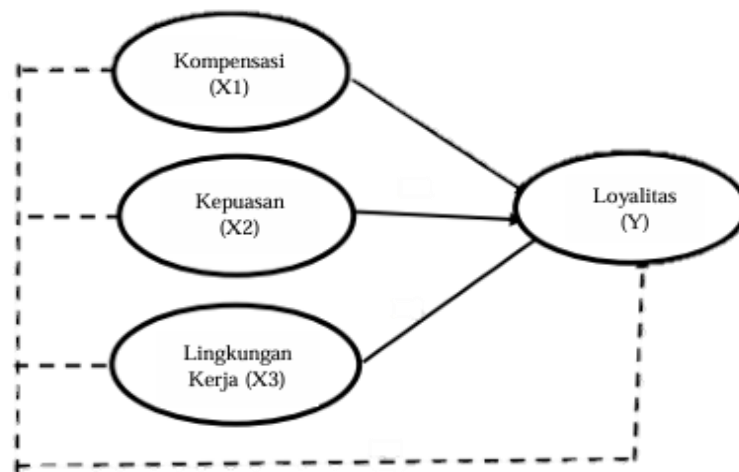 Kompensasi
(X1)
Kepuasan
(X2)
Loyalitas
(Y)
Lingkungan
Kerja (X3)